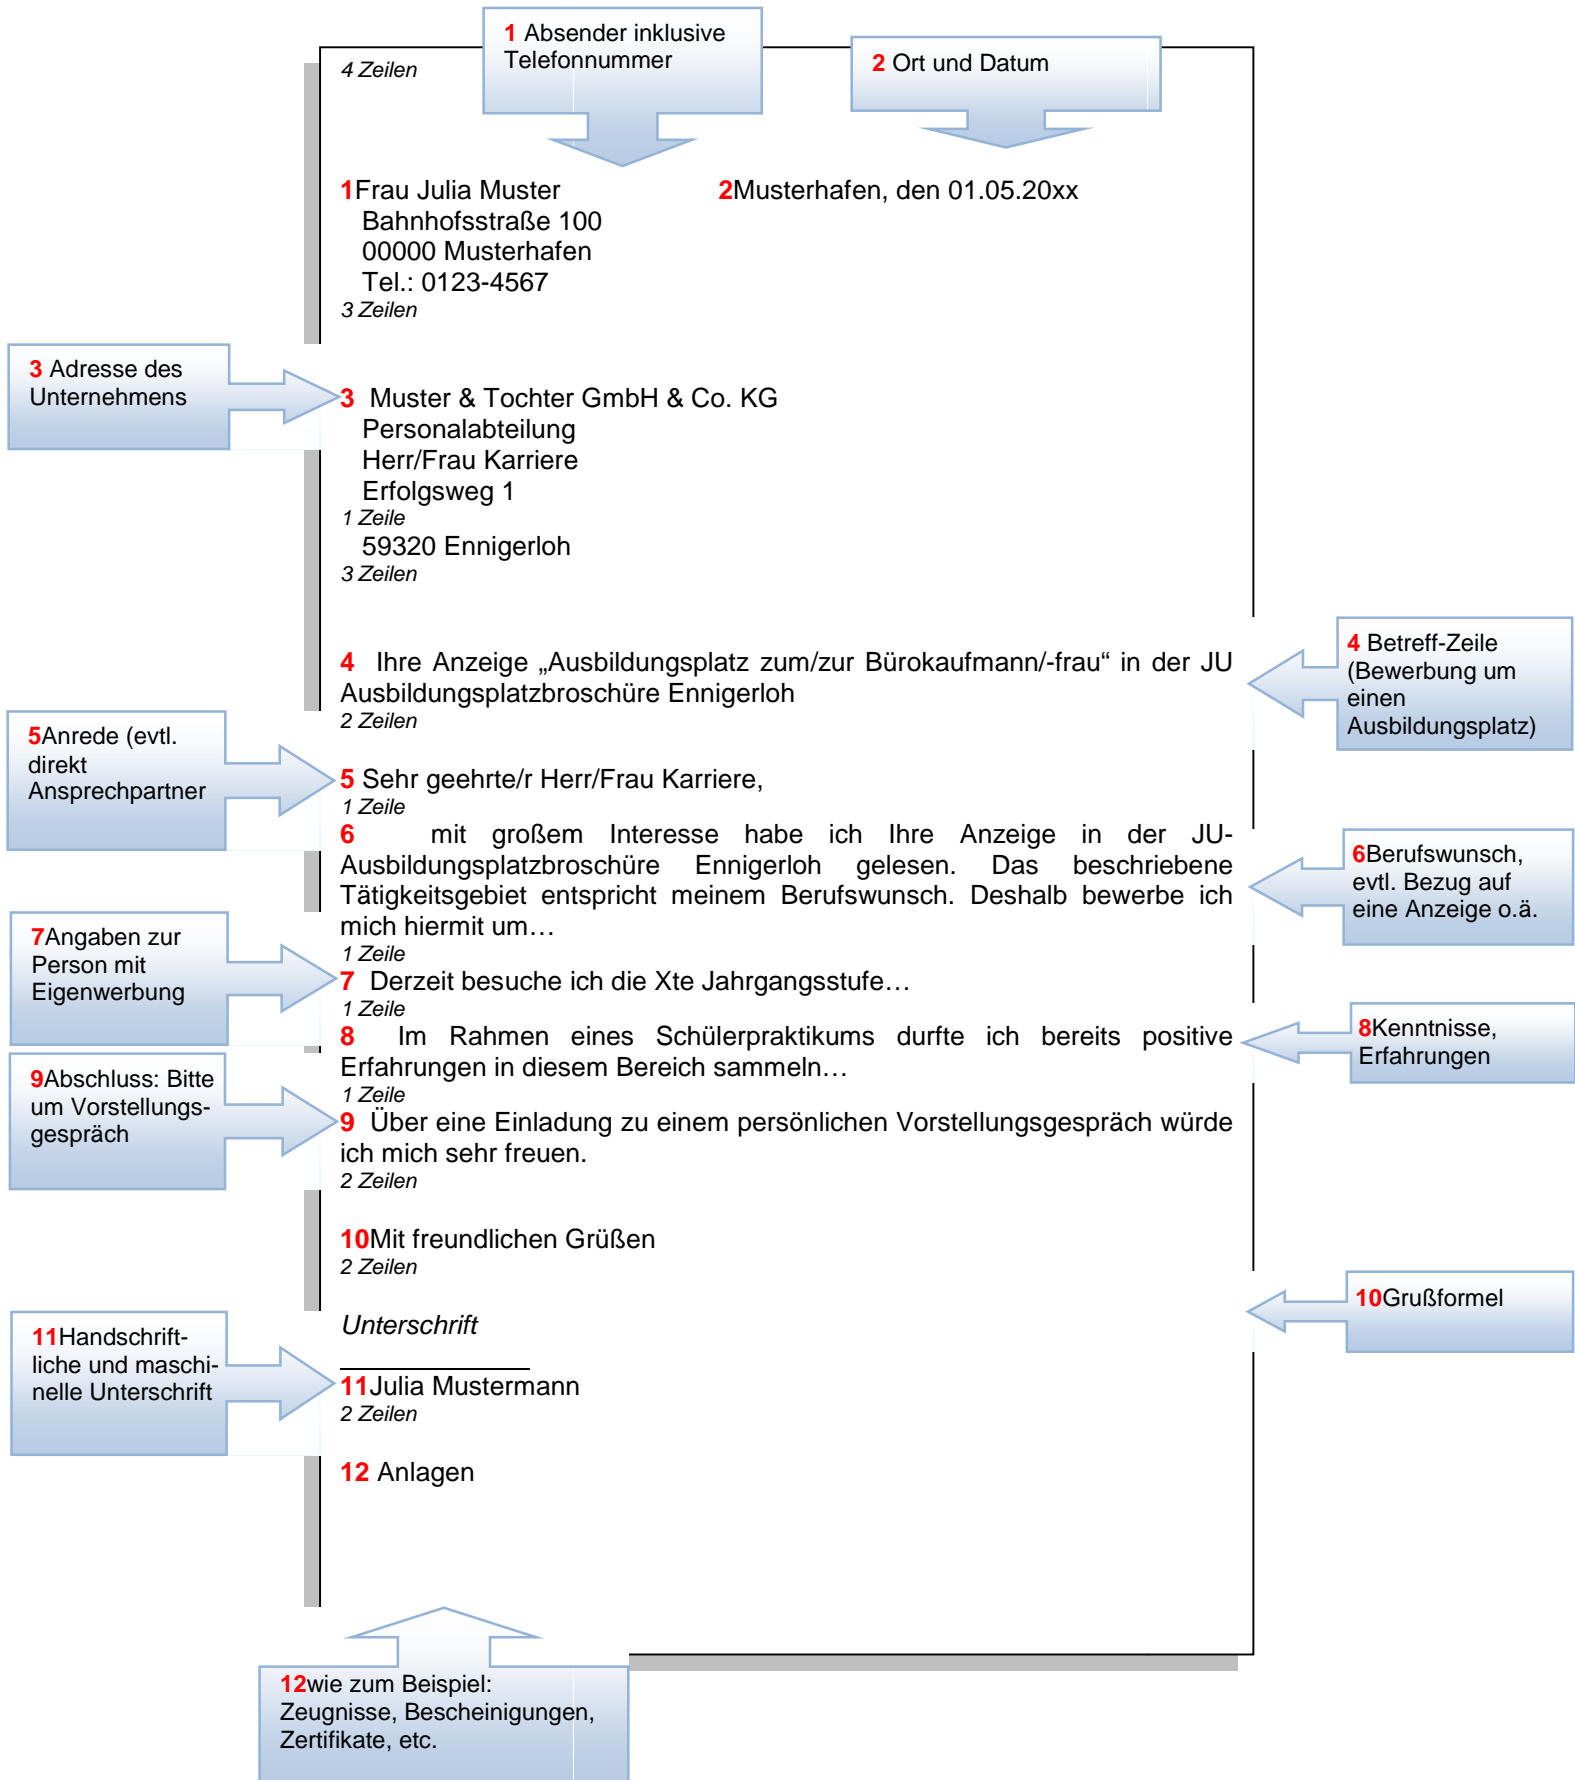 1 Absender inklusive
Telefonnummer
2 Ort und Datum
4 Zeilen
1Frau Julia Muster
2Musterhafen, den 01.05.20xx
Bahnhofsstraße 100
00000 Musterhafen
Tel.: 0123-4567
3 Zeilen
3 Adresse des
Unternehmens
3 Muster & Tochter GmbH & Co. KG
Personalabteilung
Herr/Frau Karriere
Erfolgsweg 1
1 Zeile
59320 Ennigerloh
3 Zeilen
4 Ihre Anzeige „Ausbildungsplatz zum/zur Bürokaufmann/-frau“ in der JU
Ausbildungsplatzbroschüre Ennigerloh
2 Zeilen
4 Betreff-Zeile
(Bewerbung um
einen
Ausbildungsplatz)
5Anrede (evtl.
direkt
Ansprechpartner
5 Sehr geehrte/r Herr/Frau Karriere,
1 Zeile
6 mit großem Interesse habe ich Ihre Anzeige in der JU-
Ausbildungsplatzbroschüre Ennigerloh gelesen. Das beschriebene
Tätigkeitsgebiet entspricht meinem Berufswunsch. Deshalb bewerbe ich
mich hiermit um…
1 Zeile
6Berufswunsch,
evtl. Bezug auf
eine Anzeige o.ä.
7Angaben zur
Person mit
Eigenwerbung
7 Derzeit besuche ich die Xte Jahrgangsstufe…
1 Zeile
8 Im Rahmen eines Schülerpraktikums durfte ich bereits positive
Erfahrungen in diesem Bereich sammeln…
1 Zeile
8Kenntnisse,
Erfahrungen
9Abschluss: Bitte
um Vorstellungs-
gespräch
9 Über eine Einladung zu einem persönlichen Vorstellungsgespräch würde
ich mich sehr freuen.
2 Zeilen
10Mit freundlichen Grüßen
2 Zeilen
10Grußformel
11Handschrift-
liche und maschi-
nelle Unterschrift
Unterschrift
11Julia Mustermann
2 Zeilen
12 Anlagen
12wie zum Beispiel:
Zeugnisse, Bescheinigungen,
Zertifikate, etc.